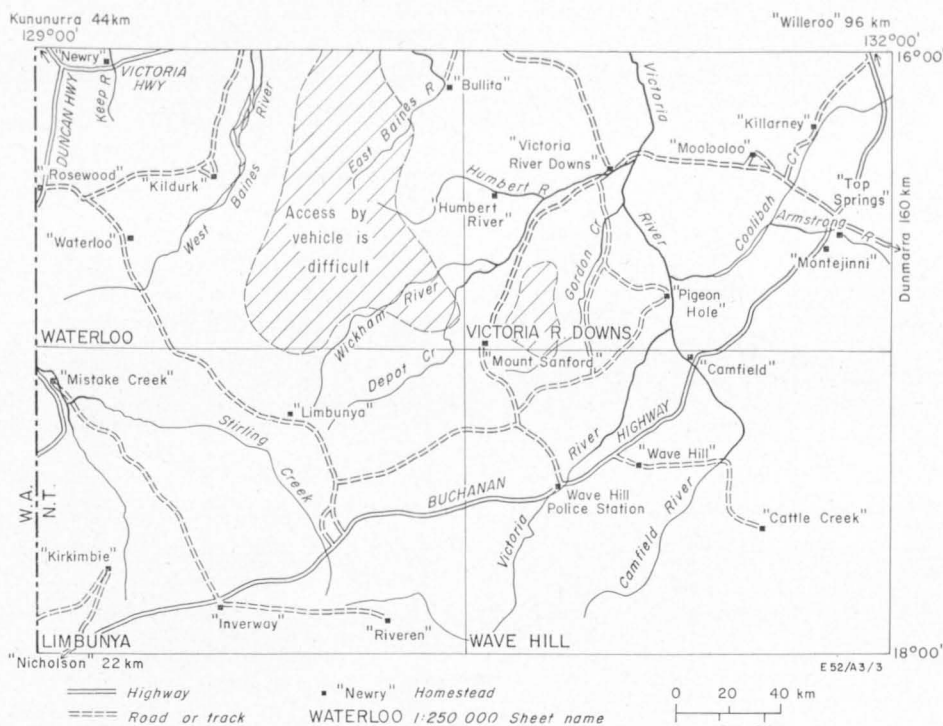 Kununurra 44km
"Willeroo" 96 km
129°00'
132°00'
16°00'
"Newry"
VICTORIA
HWY
DUNCAN HWY
Keep R
River
"Bullita"
East Baines R
Victoria
"Killarney"
"Rosewood"
"Kildurk"
West Baines
"Victoria
River Downs"
"Moolooloo"
Humbert R
"Humbert
River"
Access by
vehicle is
difficult
"Top
Springs"
Armstrong R
Coolibah Cr
"Montejinni"
Dunmarra 160 km
"Waterloo"
Gordon Cr
River
Wickham River
"Pigeon
Hole"
WATERLOO
VICTORIA R. DOWNS
"Mount Sanford"
Depot Cr
"Camfield"
"Mistake Creek"
"Limbunya"
Stirling
Creek
River
HIGHWAY
"Wave Hill"
BUCHANAN
Wave Hill
Police Station
W. A.
N.T.
Victoria
Camfield River
"Cattle Creek"
"Kirkimbie"
"Inverway"
"Riveren"
LIMBUNYA
WAVE HILL
18°00'
"Nicholson" 22 km
E52/A3/3
Highway
"Newry" Homestead
0 20 40 km
Road or track
WATERLOO 1:250 000 Sheet name